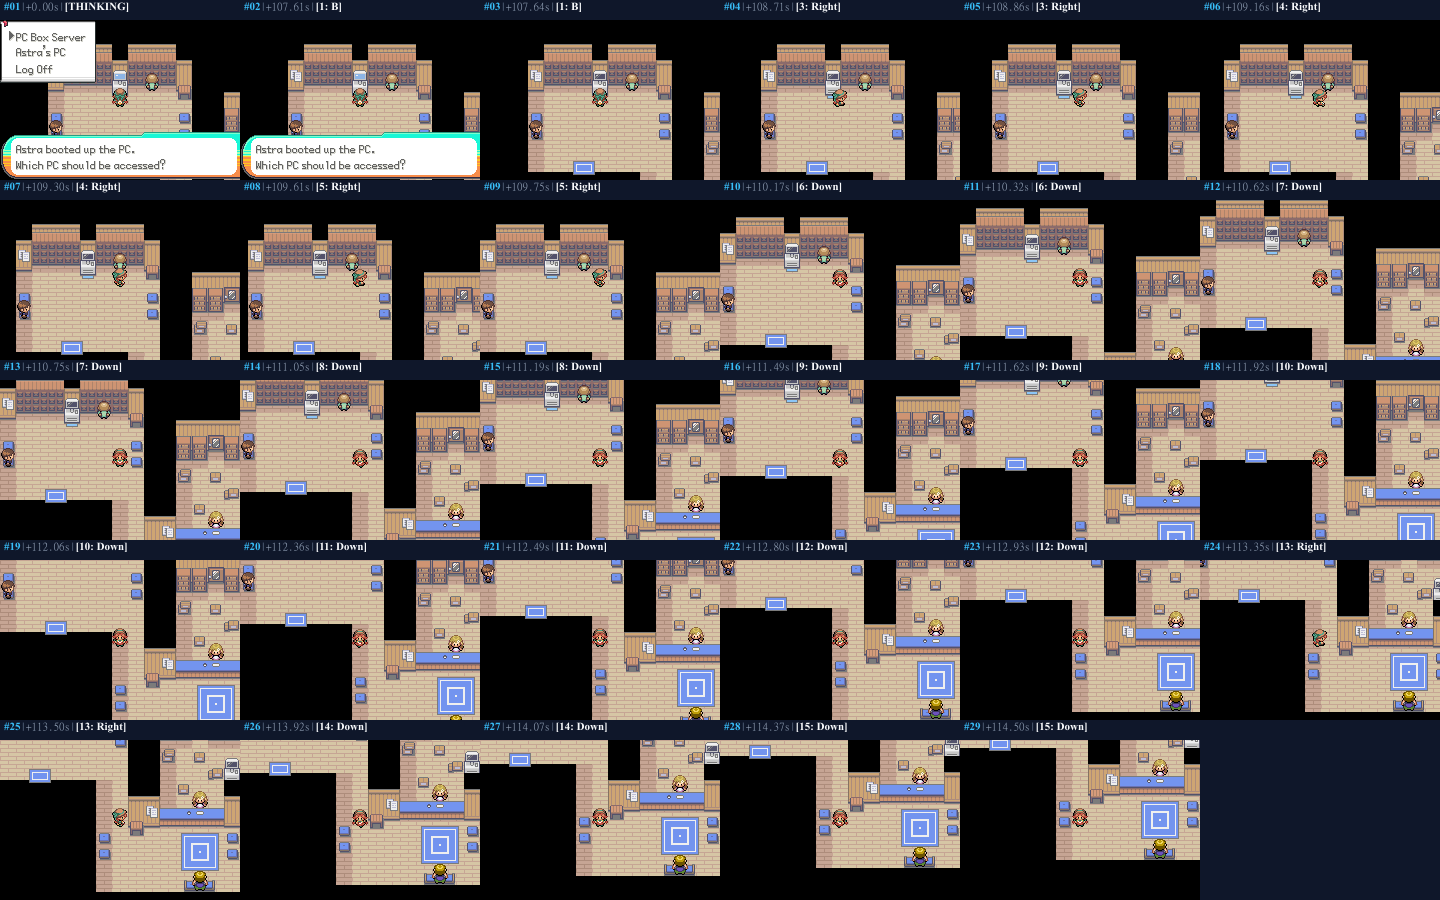 #01 | +0.00s | [THINKING]
#02 | +107.61s | [1: B]
#03 | +107.64s | [1: B]
#04 | +108.71s | [3: Right]
#05 | +108.86s | [3: Right]
#06 | +109.16s | [4: Right]
PC Box Server
Astra's PC
Log Off
Astra booted up the PC.
Which PC should be accessed?
Astra booted up the PC.
Which PC should be accessed?
#07 | +109.30s | [4: Right]
#08 | +109.61s | [5: Right]
#09 | +109.75s | [5: Right]
#10 | +110.17s | [6: Down]
#11 | +110.32s | [6: Down]
#12 | +110.62s | [7: Down]
#13 | +110.75s | [7: Down]
#14 | +111.05s | [8: Down]
#15 | +111.19s | [8: Down]
#16 | +111.49s | [9: Down]
#17 | +111.62s | [9: Down]
#18 | +111.92s | [10: Down]
#19 | +112.06s | [10: Down]
#20 | +112.36s | [11: Down]
#21 | +112.49s | [11: Down]
#22 | +112.80s | [12: Down]
#23 | +112.93s | [12: Down]
#24 | +113.35s | [13: Right]
#25 | +113.50s | [13: Right]
#26 | +113.92s | [14: Down]
#27 | +114.07s | [14: Down]
#28 | +114.37s | [15: Down]
#29 | +114.50s | [15: Down]